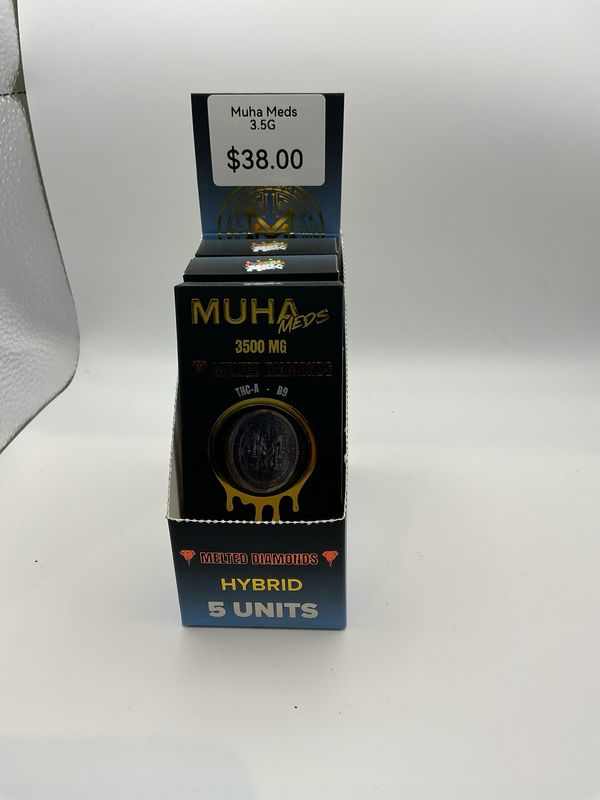 Muha Meds
3.5G
$38.00
MUHA
MEDS
3500 MG
MELTED DIAMONDS
THC-A - D9
MELTED DIAMONDS
HYBRID
5 UNITS